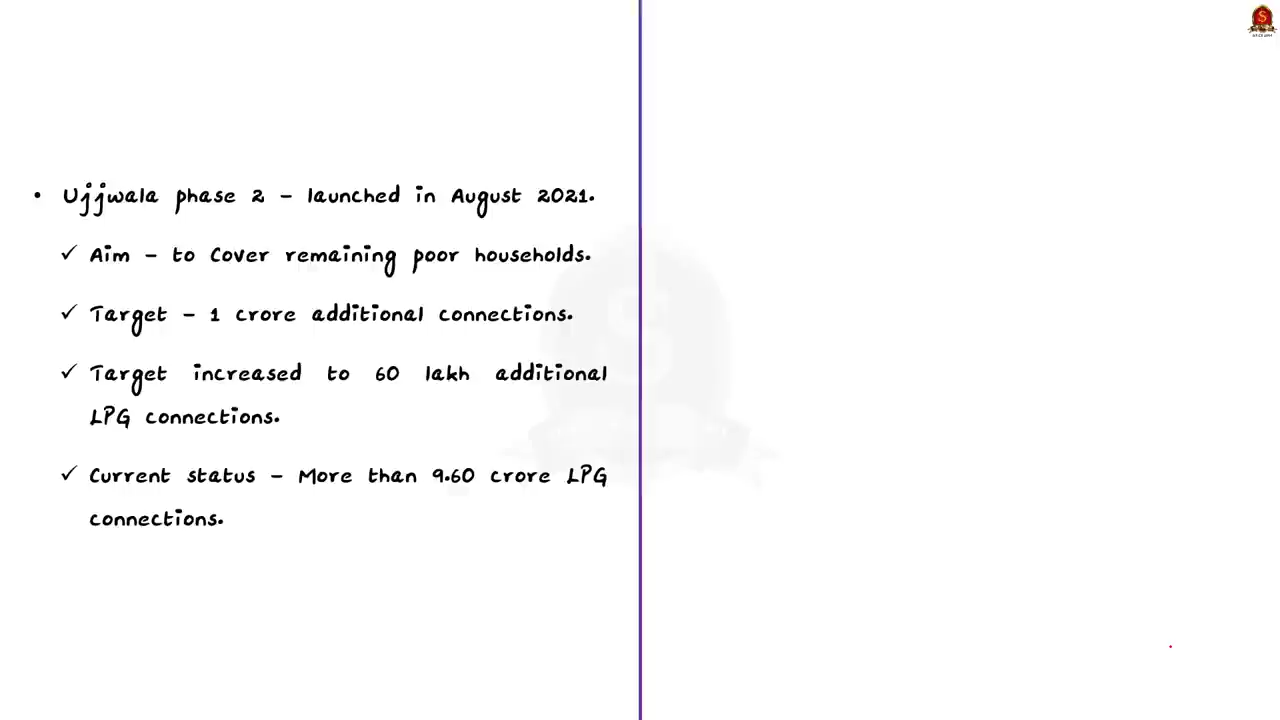 • Ujjwala phase 2 – launched in August 2021.
✓ Aim – to Cover remaining poor households.
✓ Target – 1 crore additional connections.
✓ Target increased to 60 lakh additional
LPG connections.
✓ Current status – More than 9.60 crore LPG
connections.